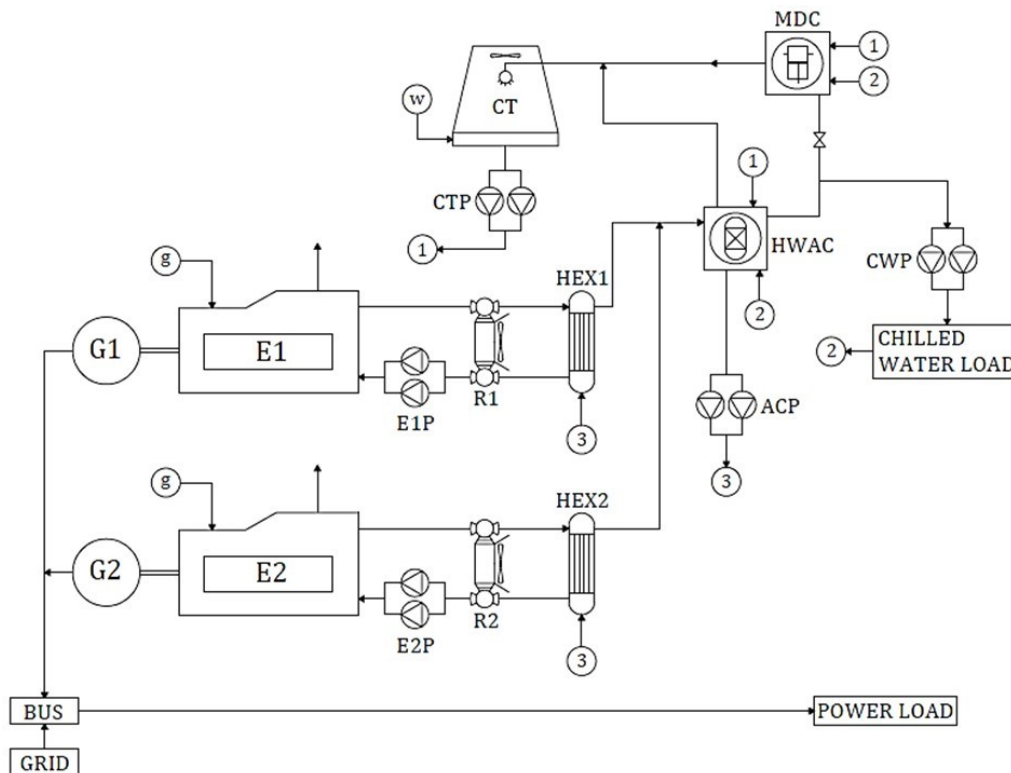 MDC
1
2
w
CT
CTP
1
1
HWAC
2
CWP
g
HEX1
G1
E1
R1
E1P
3
2
CHILLED
WATER LOAD
ACP
3
g
HEX2
G2
E2
R2
E2P
3
BUS
POWER LOAD
GRID